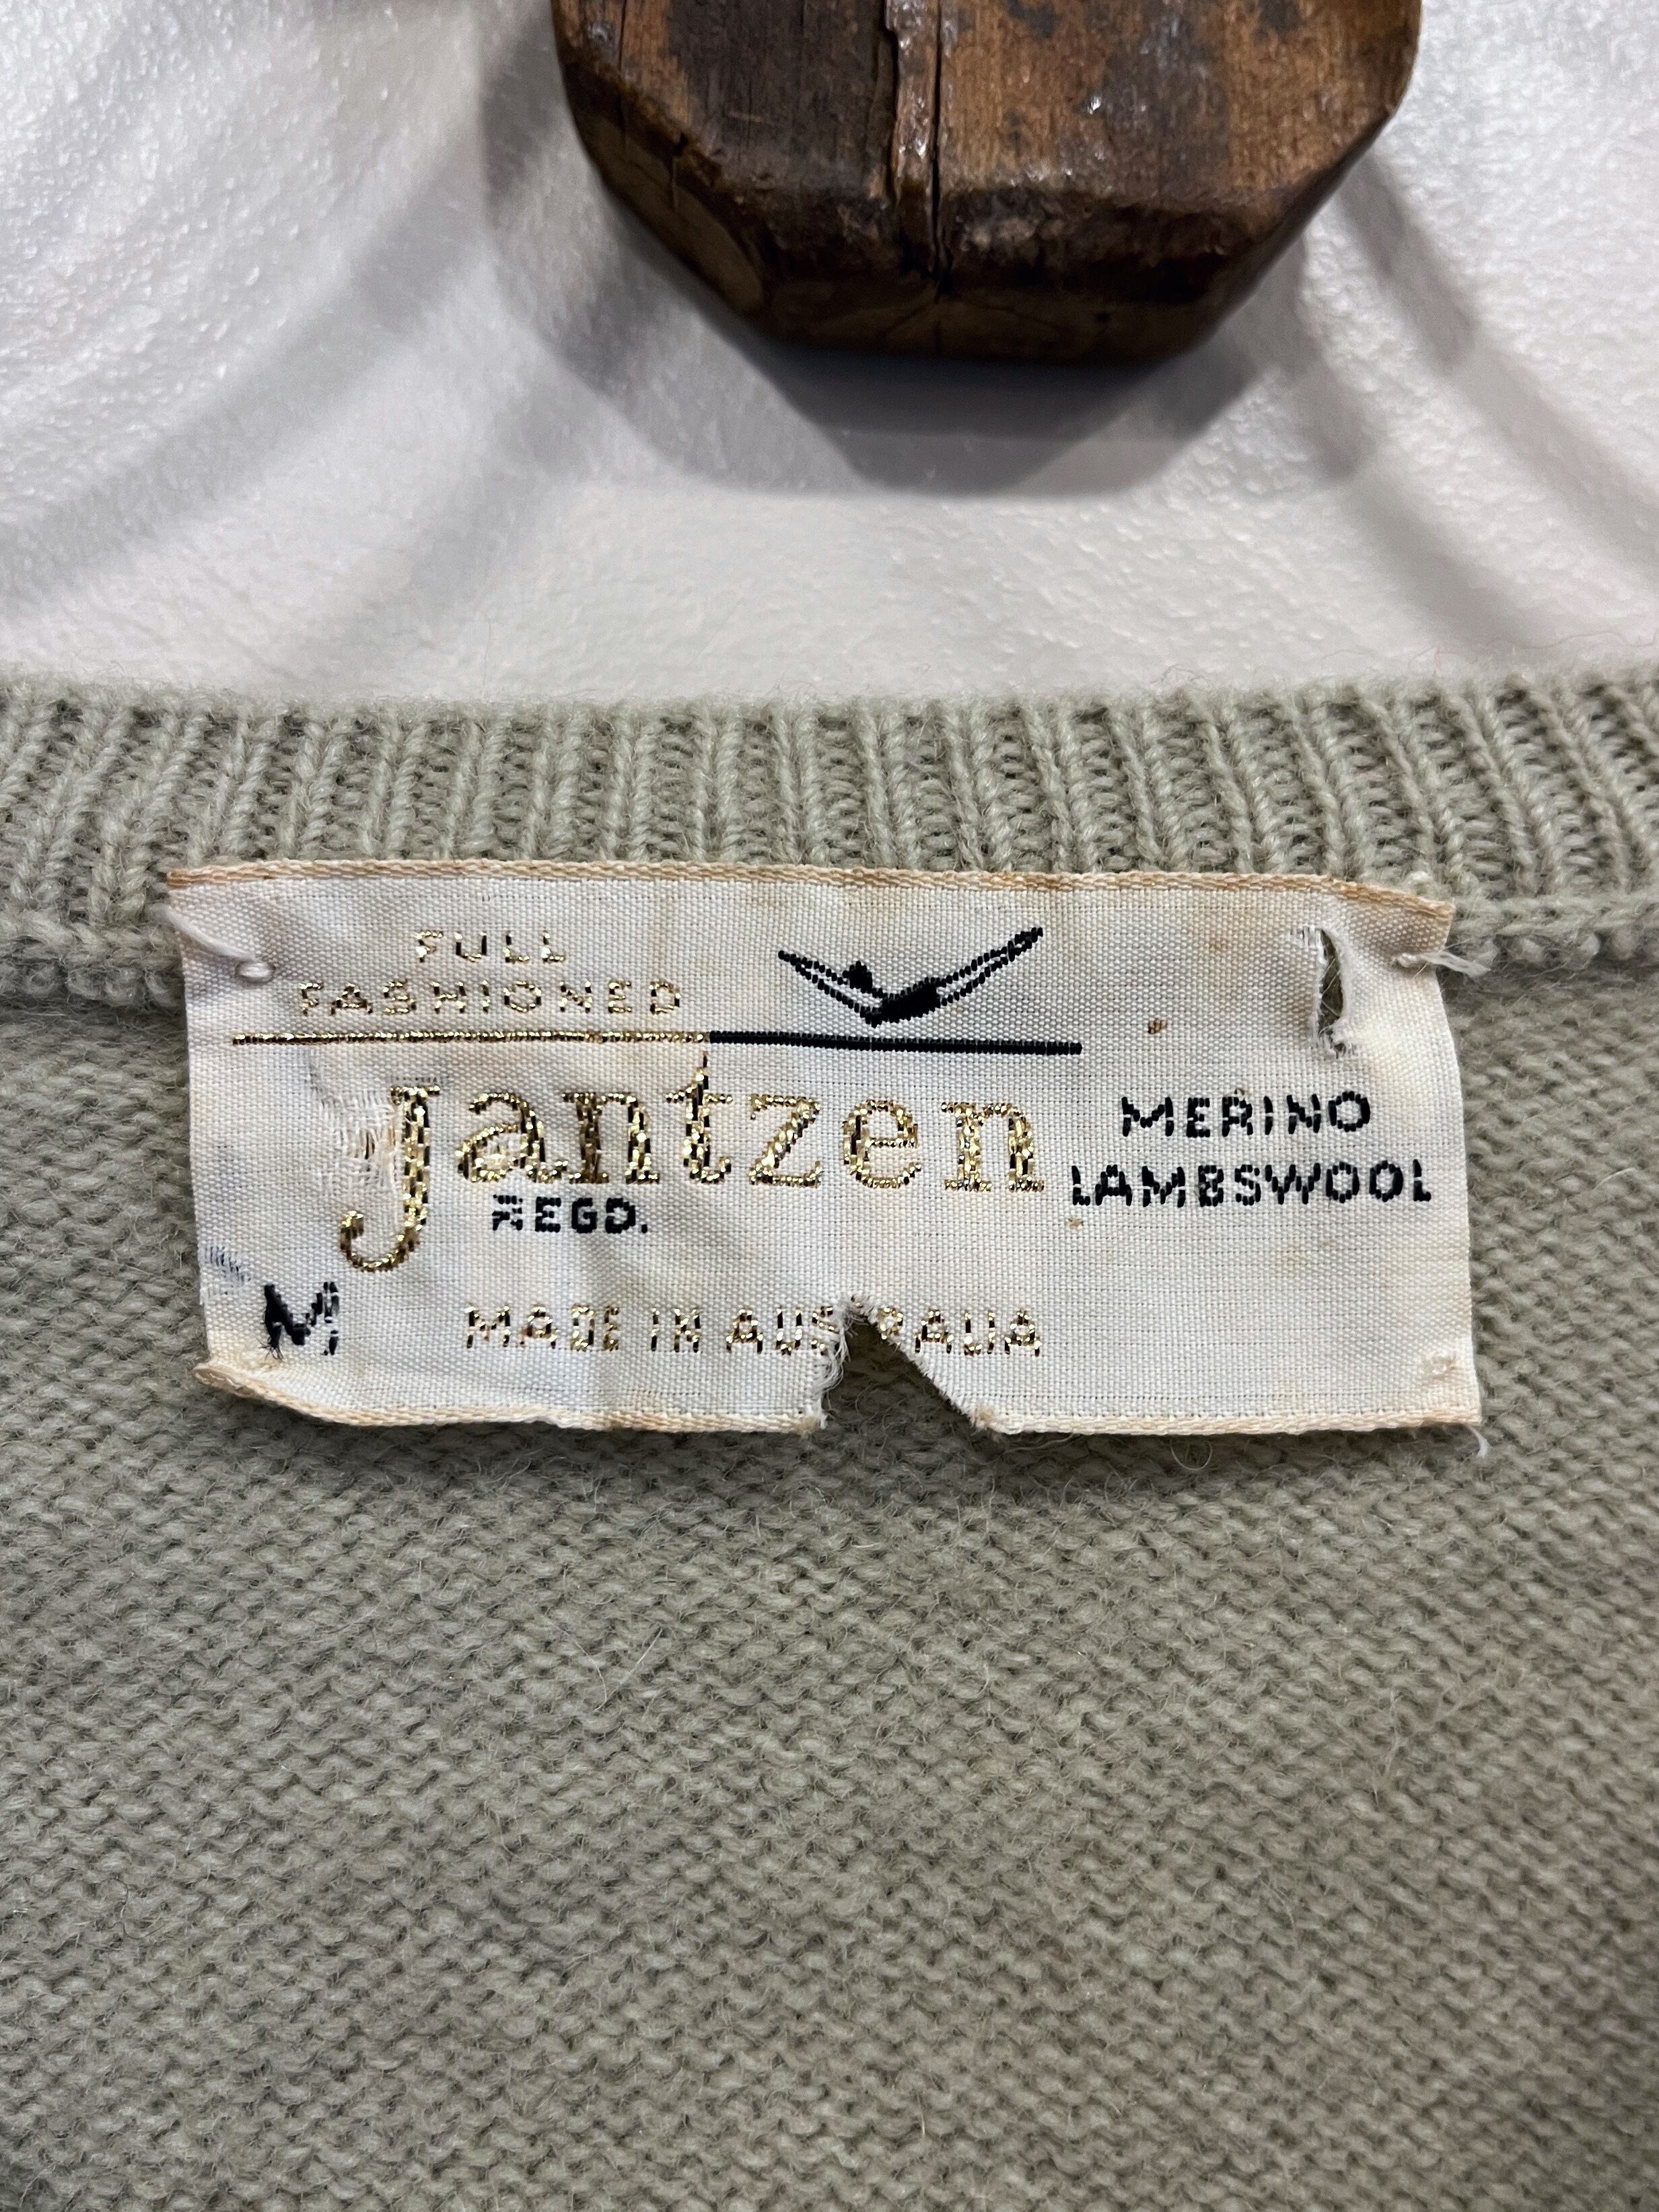 FULL
FASHIONED
Jantzen
REGD.
MERINO
LAMBSWOOL
M
MADE IN AUSTRALIA